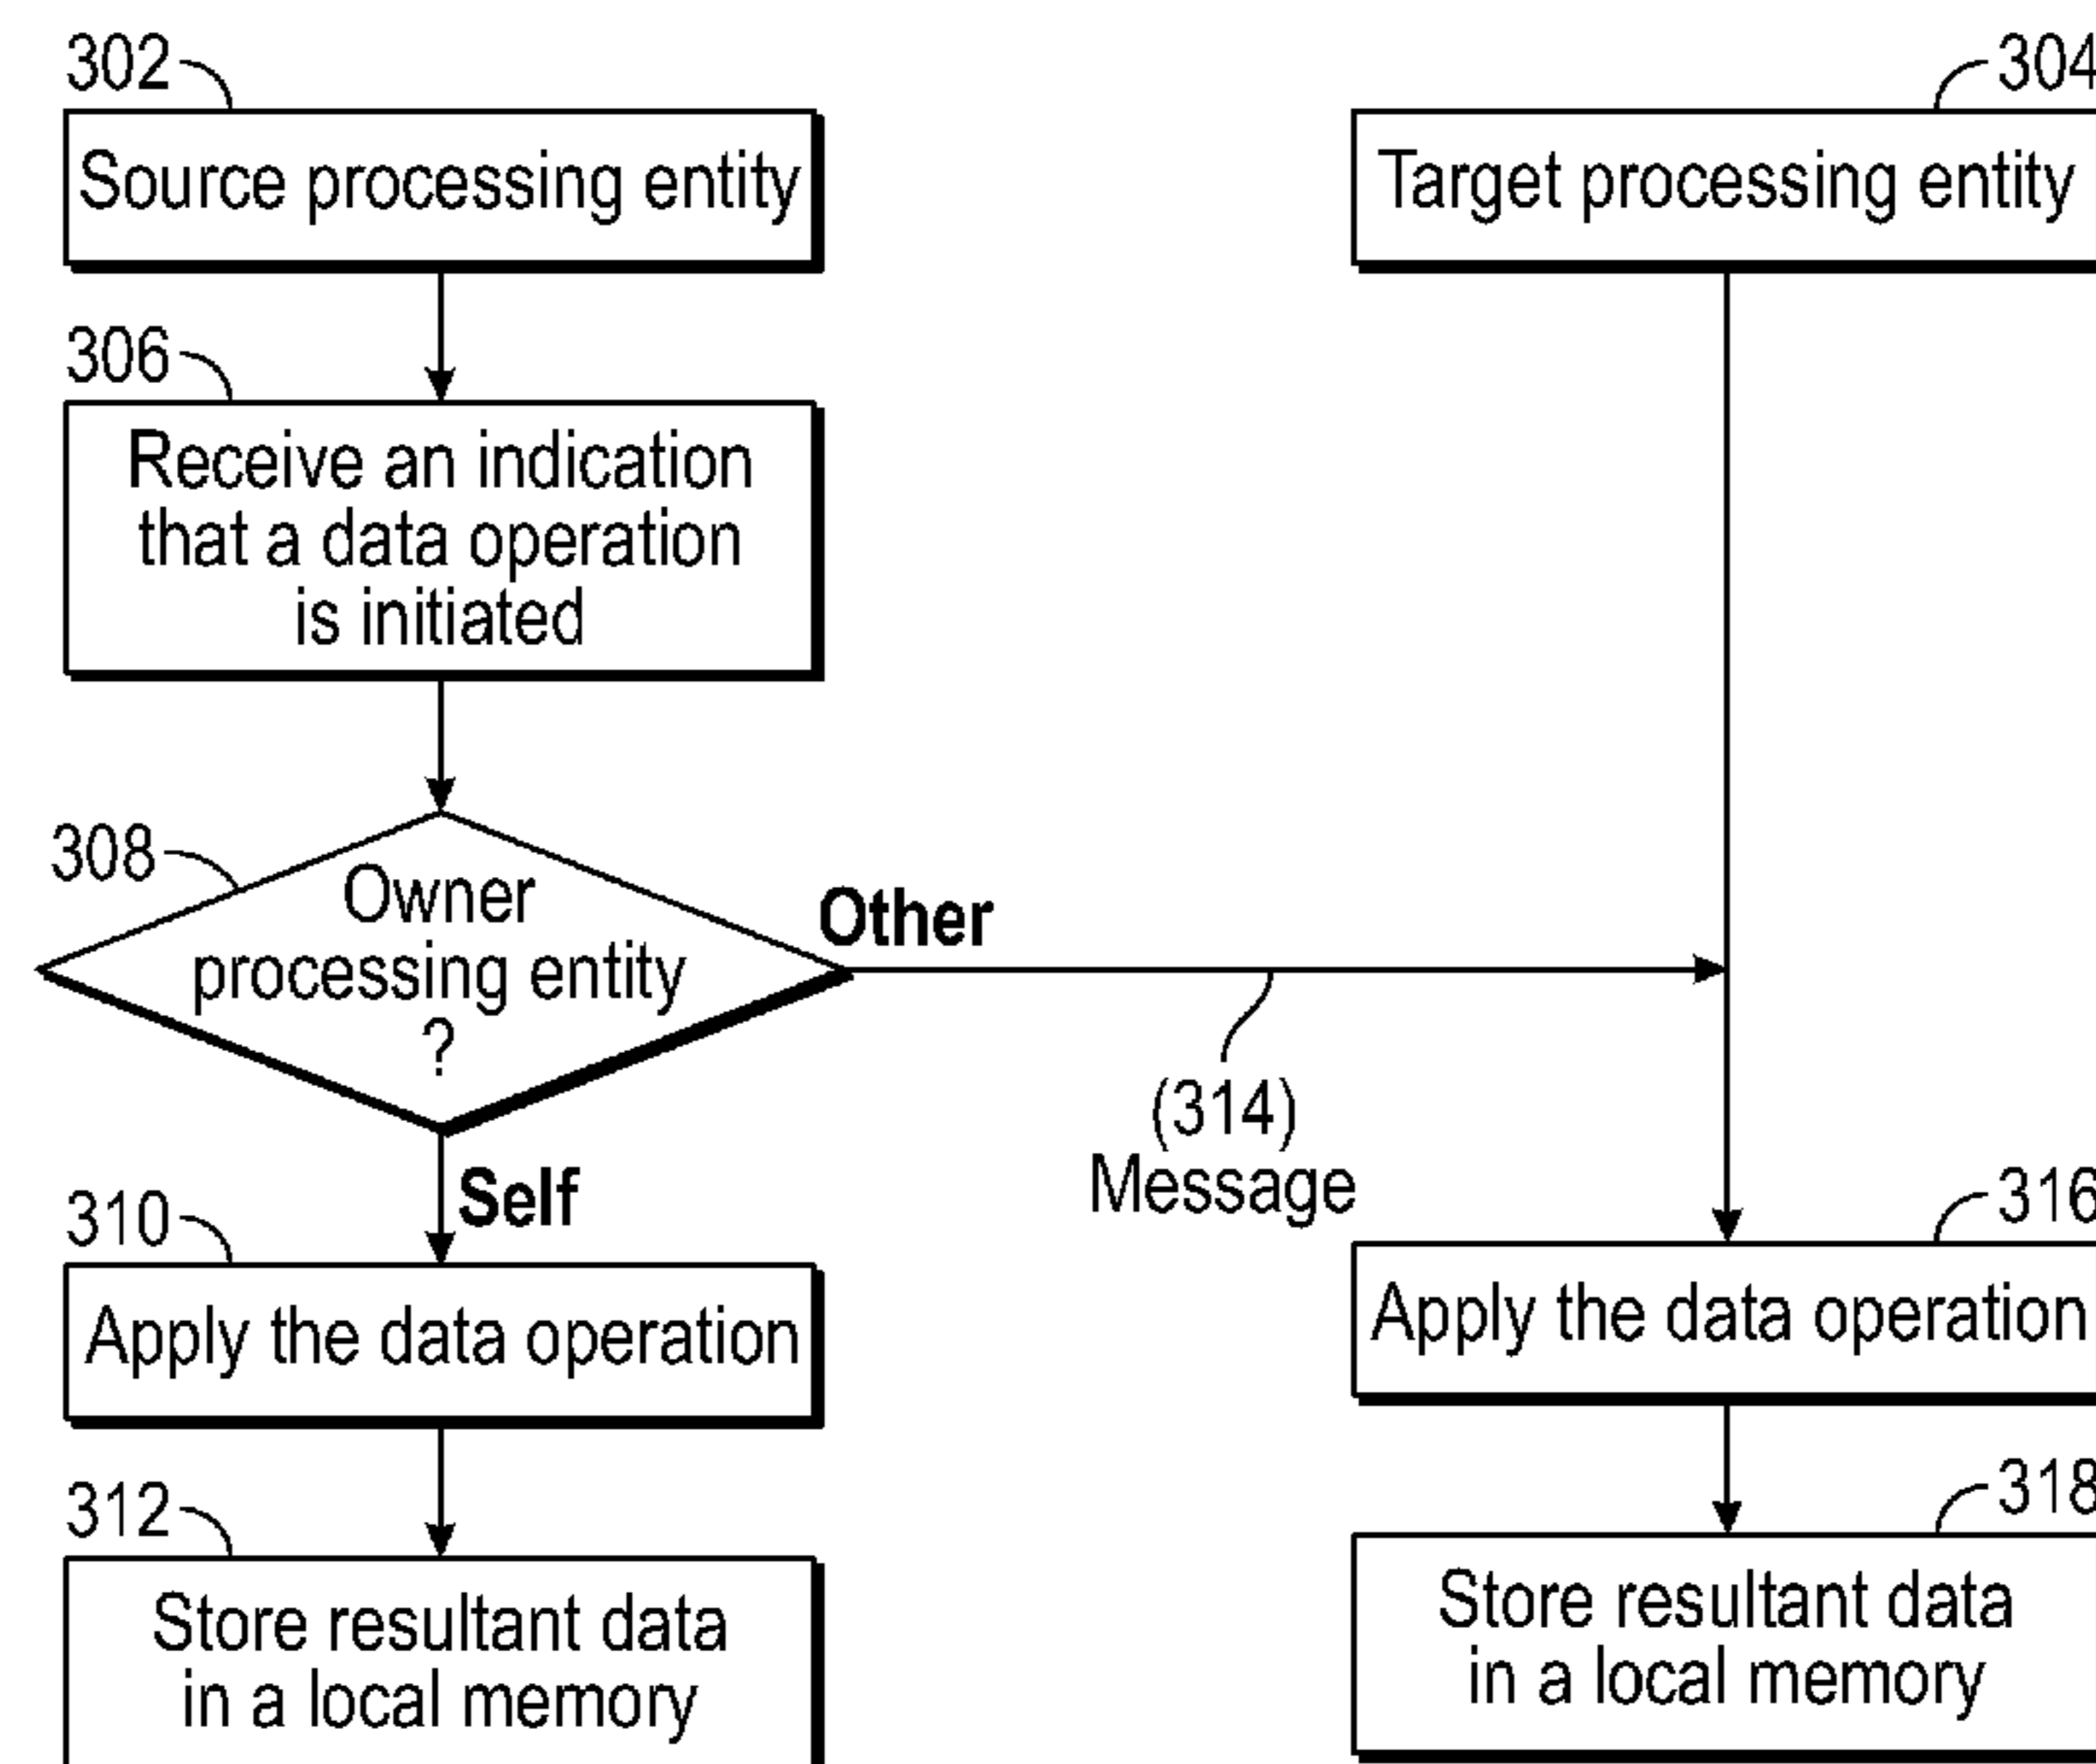 302
Source processing entity
304
Target processing entity
306
Receive an indication
that a data operation
is initiated
308
Owner
processing entity
?
Other
(314)
Message
Self
310
Apply the data operation
316
Apply the data operation
312
Store resultant data
in a local memory
318
Store resultant data
in a local memory